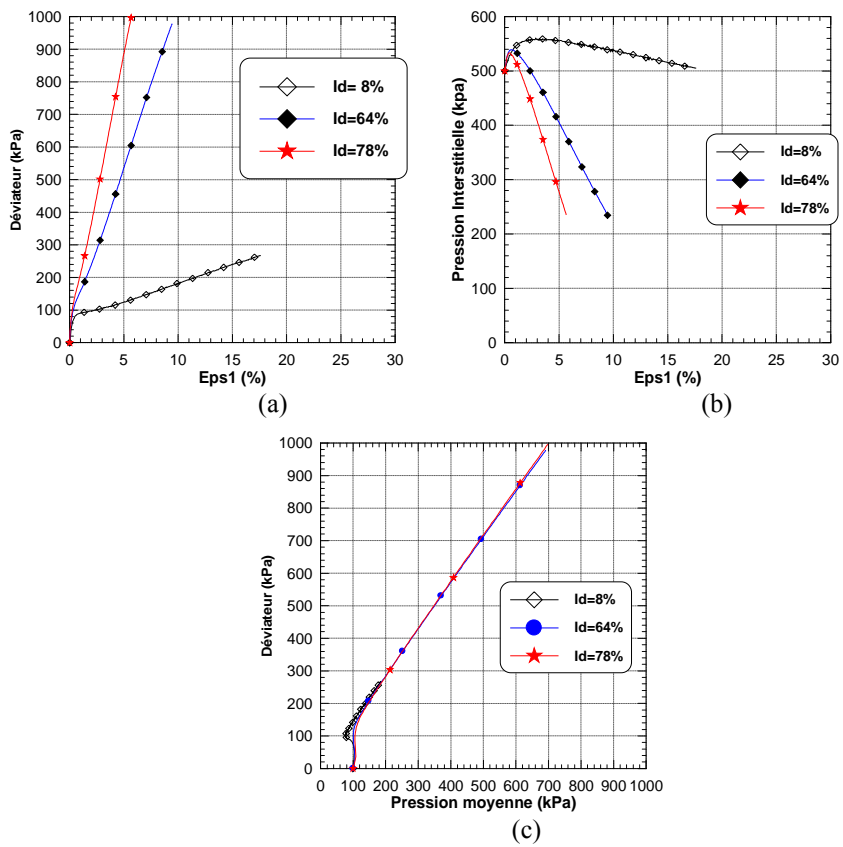 1000
900
800
700
600
500
400
300
200
100
0
Déviateur (kPa)
0 5 10 15 20 25 30
Eps1 (%)
Id= 8%
Id=64%
Id=78%
(a)
600
500
400
300
200
100
0
Pression Interstitielle (kpa)
0 5 10 15 20 25 30
Eps1 (%)
Id=8%
Id=64%
Id=78%
(b)
1000
900
800
700
600
500
400
300
200
100
0
Déviateur (kPa)
0 100 200 300 400 500 600 700 800 900 1000
Pression moyenne (kPa)
Id=8%
Id=64%
Id=78%
(c)